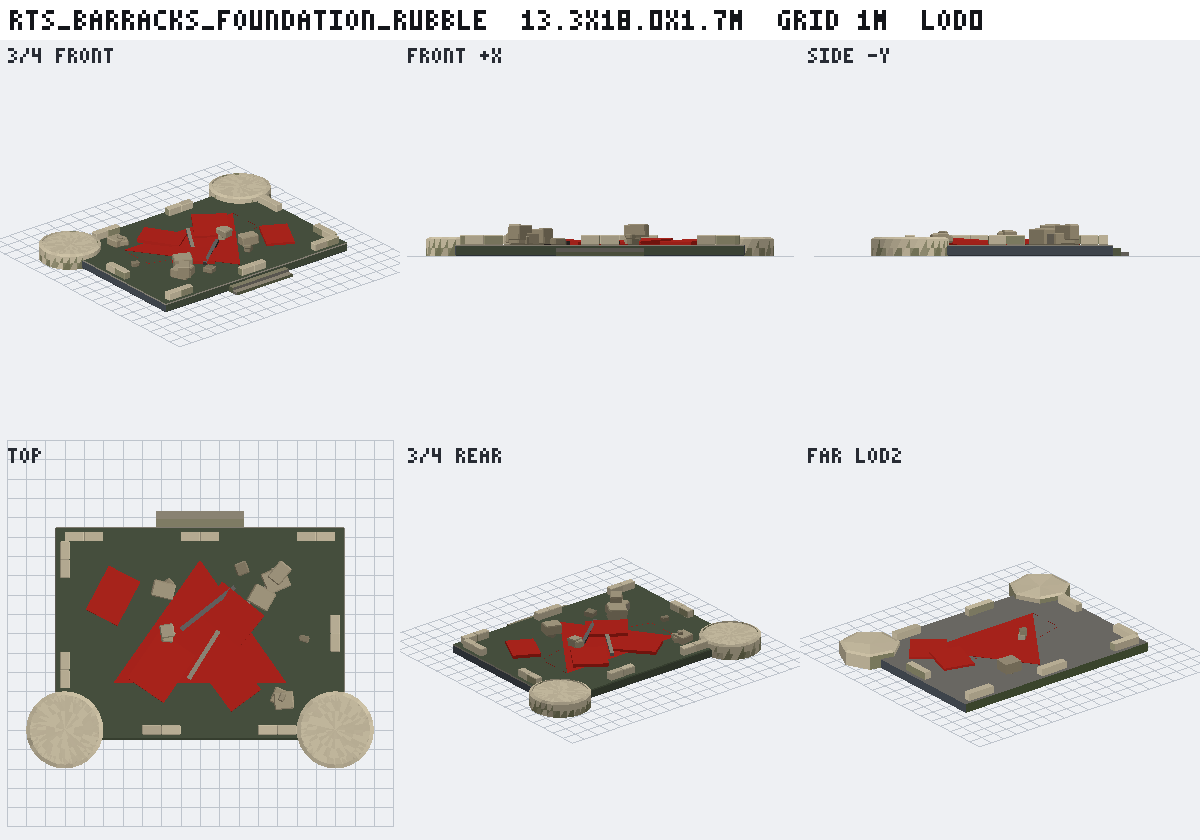 RTS_BARRACKS_FOUNDATION_RUBBLE 13.3X18.0X1.7M GRID 1M LOD0
3/4 FRONT
FRONT +X
SIDE -Y
TOP
3/4 REAR
FAR LOD2